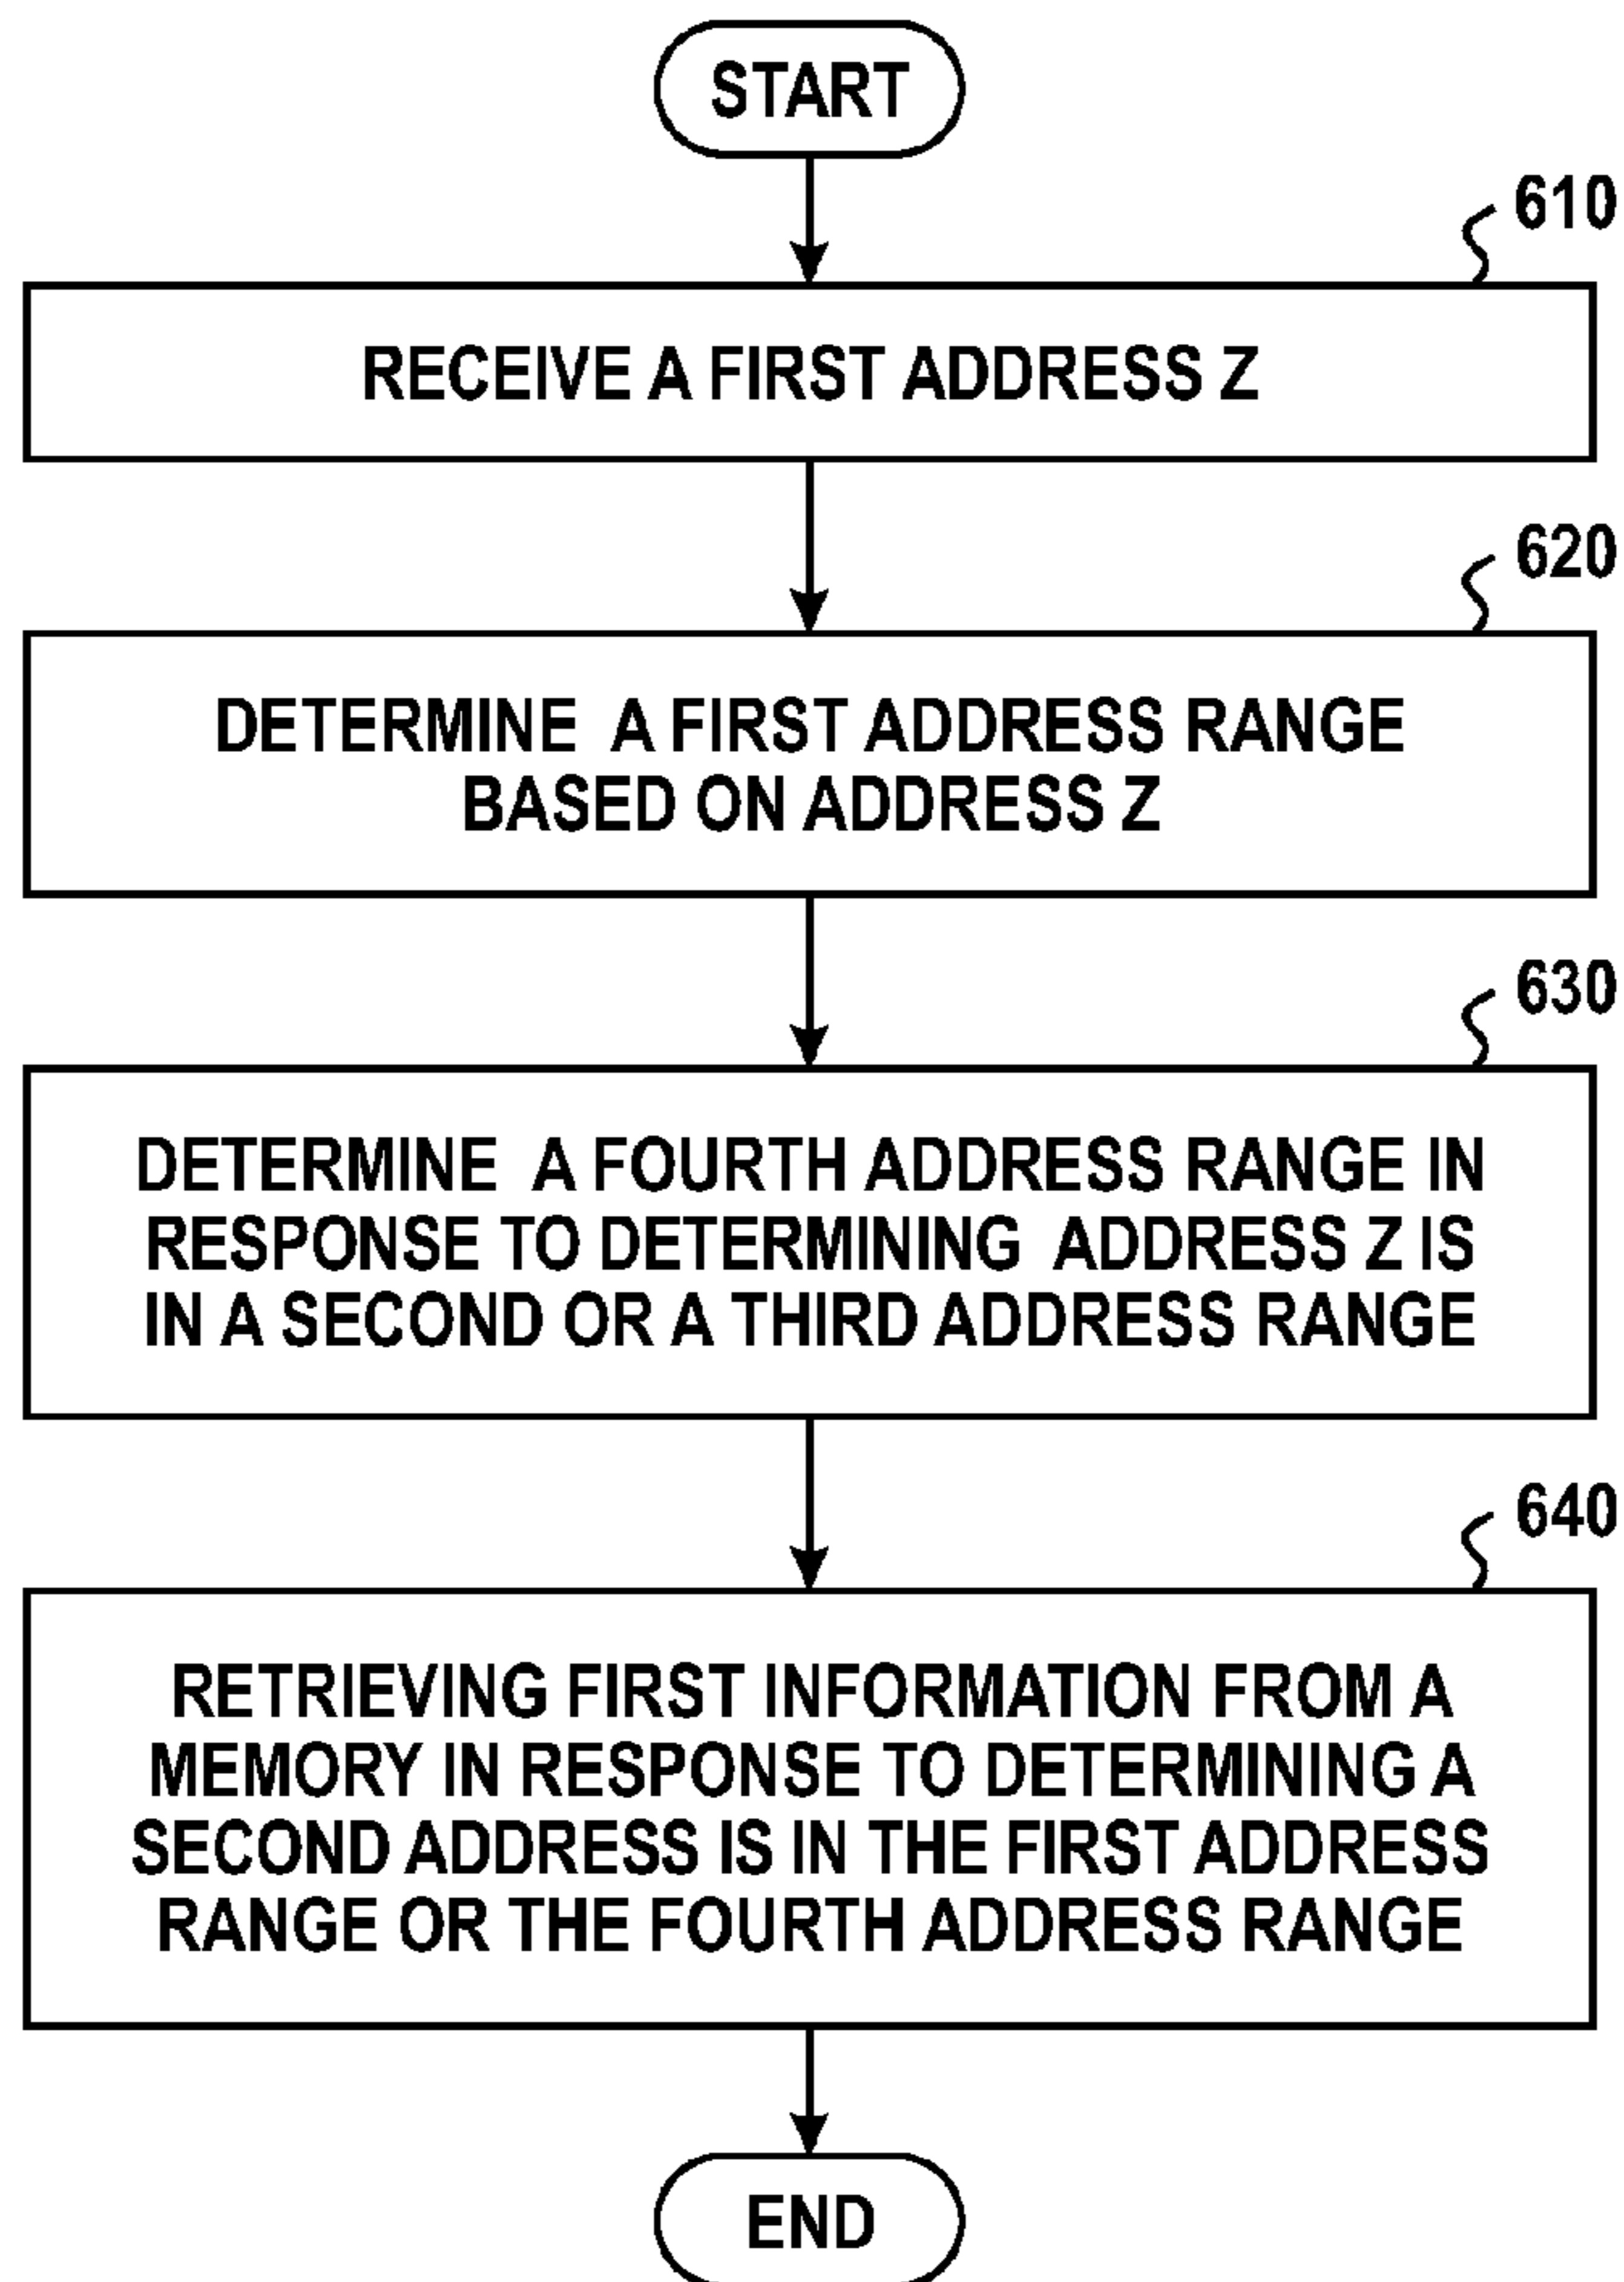 START
610
RECEIVE A FIRST ADDRESS Z
620
DETERMINE A FIRST ADDRESS RANGE
BASED ON ADDRESS Z
630
DETERMINE A FOURTH ADDRESS RANGE IN
RESPONSE TO DETERMINING ADDRESS Z IS
IN A SECOND OR A THIRD ADDRESS RANGE
640
RETRIEVING FIRST INFORMATION FROM A
MEMORY IN RESPONSE TO DETERMINING A
SECOND ADDRESS IS IN THE FIRST ADDRESS
RANGE OR THE FOURTH ADDRESS RANGE
END